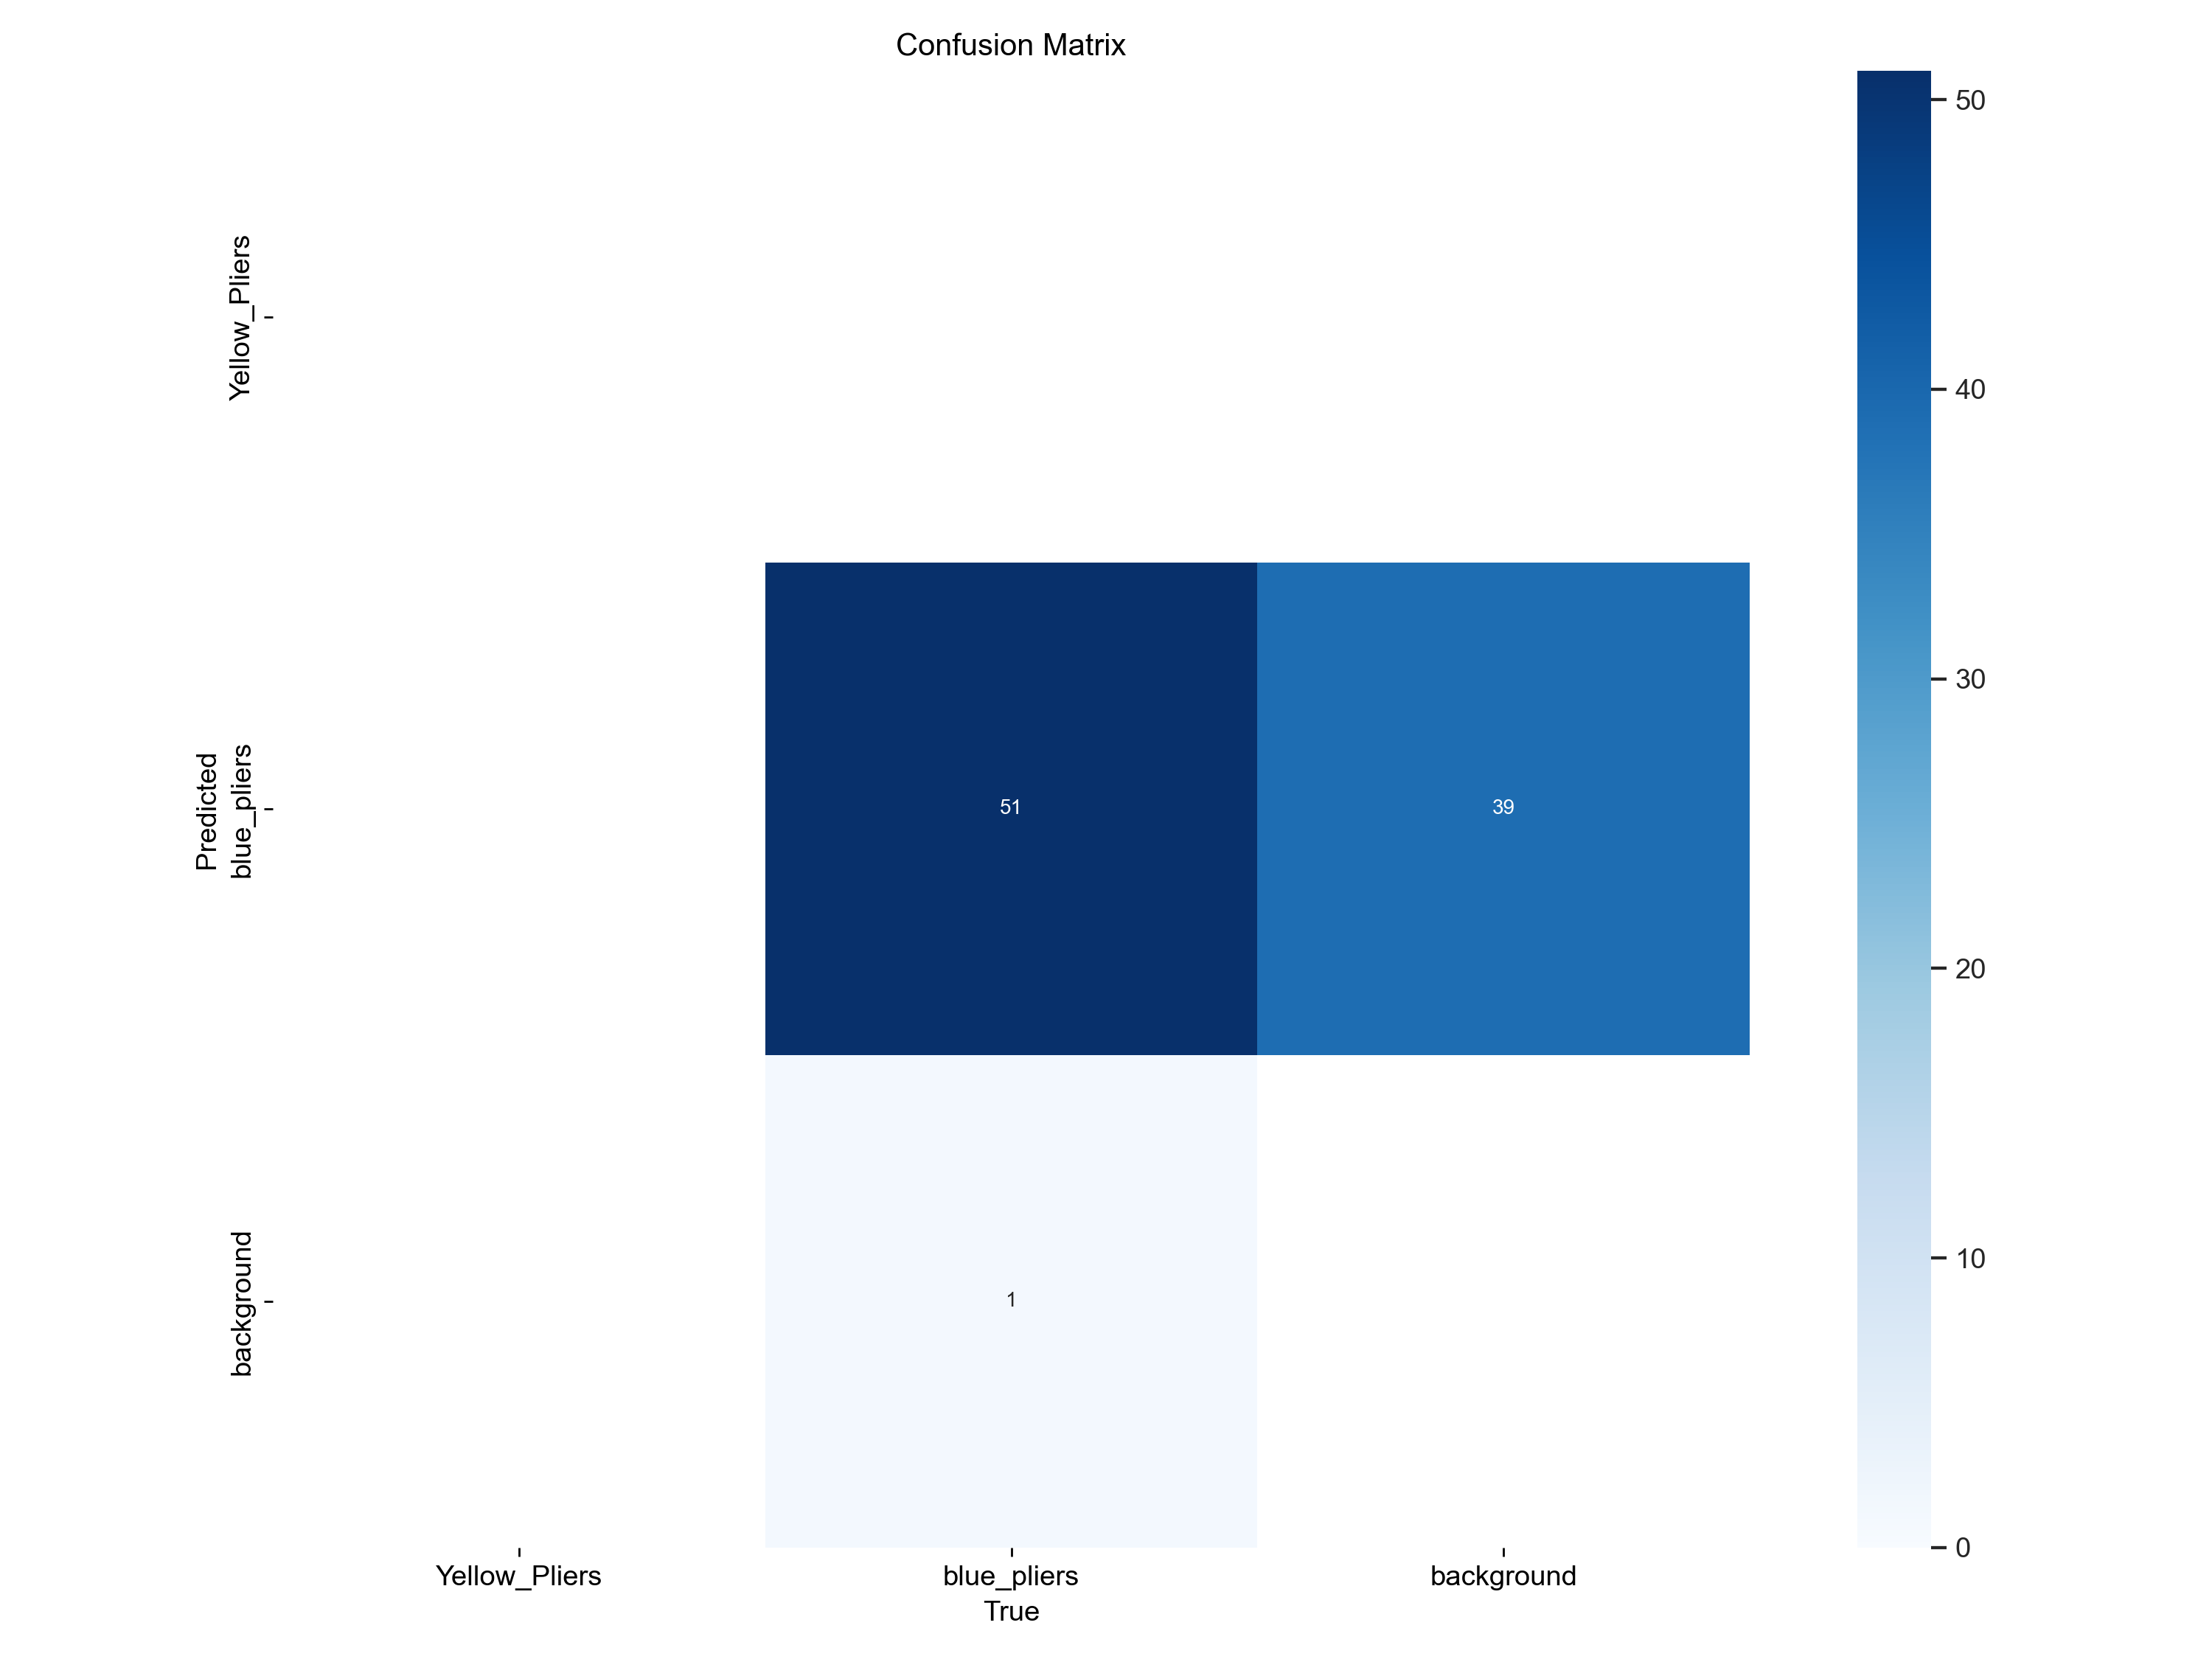 Confusion Matrix
Yellow_Pliers
blue_pliers
background
Predicted
51
39
1
Yellow_Pliers
blue_pliers
background
True
50
40
30
20
10
0